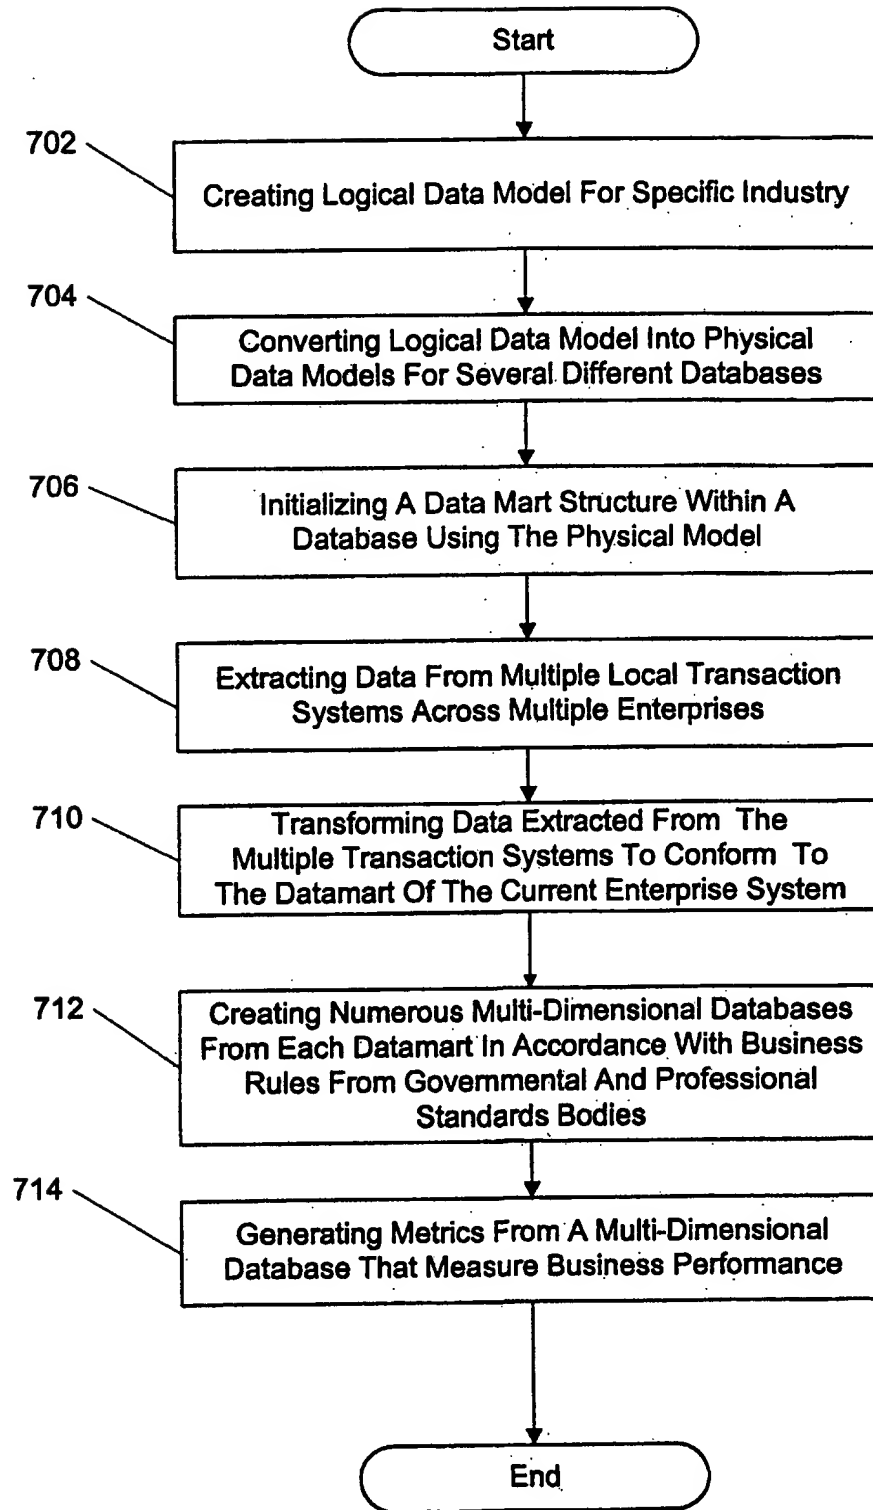 Start
702
Creating Logical Data Model For Specific Industry
704
Converting Logical Data Model Into Physical
Data Models For Several Different Databases
706
Initializing A Data Mart Structure Within A
Database Using The Physical Model
708
Extracting Data From Multiple Local Transaction
Systems Across Multiple Enterprises
710
Transforming Data Extracted From The
Multiple Transaction Systems To Conform To
The Datamart Of The Current Enterprise System
712
Creating Numerous Multi-Dimensional Databases
From Each Datamart In Accordance With Business
Rules From Governmental And Professional
Standards Bodies
714
Generating Metrics From A Multi-Dimensional
Database That Measure Business Performance
End